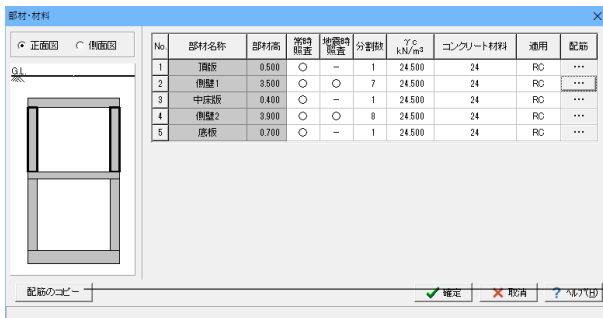 部材・材料
正面図 側面図
G.L.
No. 部材名称 部材高 常時照査 地震時照査 分割数 γc kN/m³ コンクリート材料 適用 配筋
1 頂版 0.500 ○ − 1 24.500 24 RC ...
2 側壁1 3.500 ○ ○ 7 24.500 24 RC ...
3 中床版 0.400 ○ − 1 24.500 24 RC ...
4 側壁2 3.900 ○ ○ 8 24.500 24 RC ...
5 底板 0.700 ○ − 1 24.500 24 RC ...
配筋のコピー 確定 取消 ? ヘルプ(H)